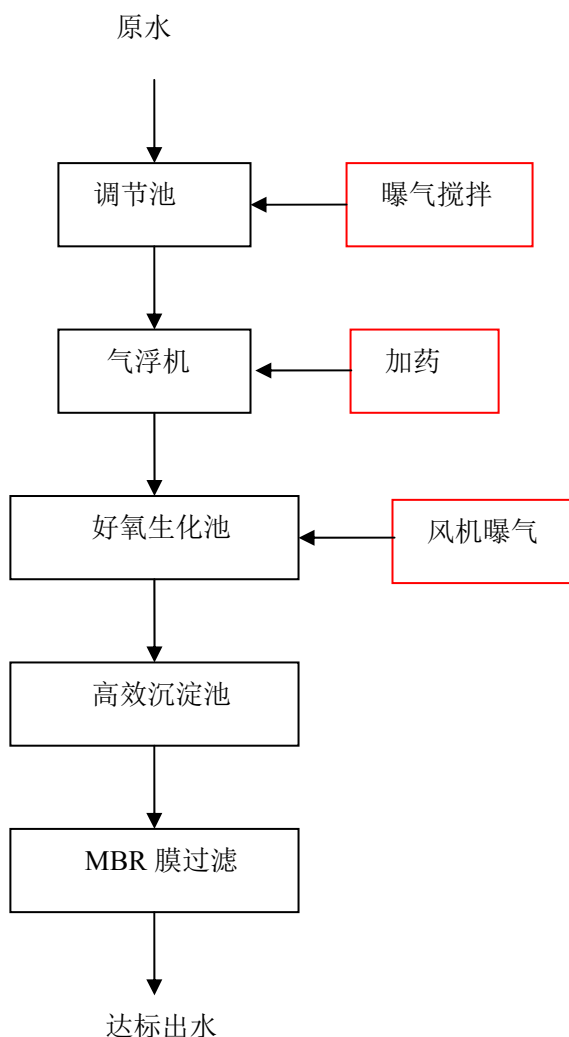 原水
调节池
曝气搅拌
气浮机
加药
好氧生化池
风机曝气
高效沉淀池
MBR 膜过滤
达标出水